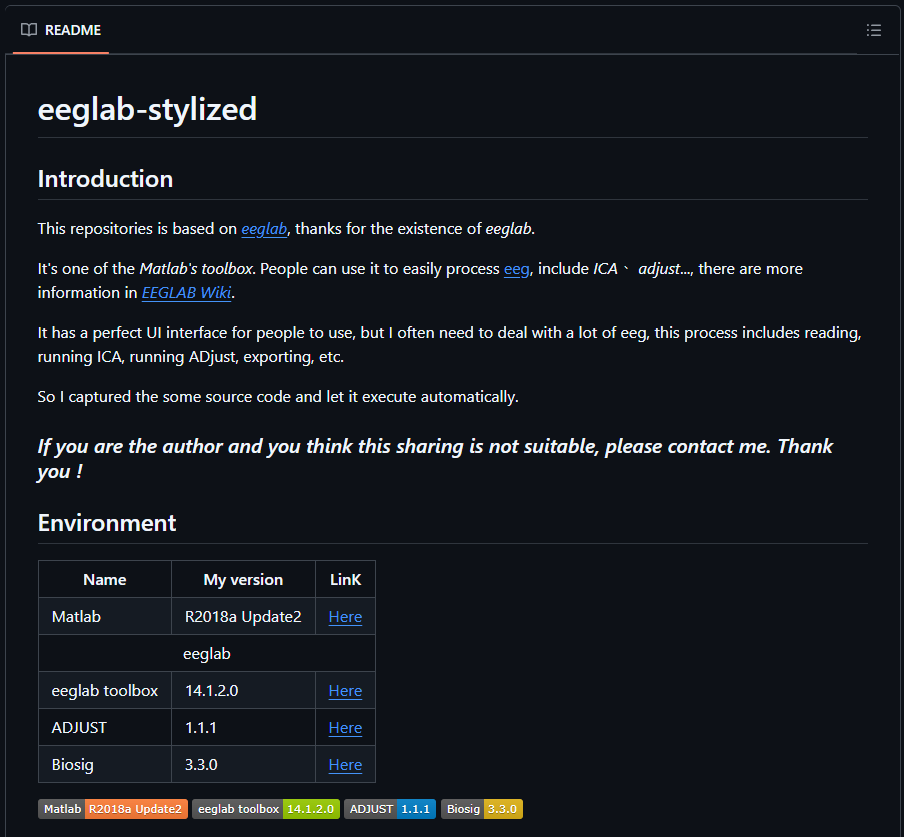 README
eeglab-stylized
Introduction
This repositories is based on eeglab, thanks for the existence of eeglab.
It's one of the Matlab's toolbox. People can use it to easily process eeg, include ICA、 adjust..., there are more
information in EEGLAB Wiki.
It has a perfect UI interface for people to use, but I often need to deal with a lot of eeg, this process includes reading,
running ICA, running ADjust, exporting, etc.
So I captured the some source code and let it execute automatically.
If you are the author and you think this sharing is not suitable, please contact me. Thank
you !
Environment
Name My version LinK
Matlab R2018a Update2 Here
eeglab
eeglab toolbox 14.1.2.0 Here
ADJUST 1.1.1 Here
Biosig 3.3.0 Here
Matlab R2018a Update2 eeglab toolbox 14.1.2.0 ADJUST 1.1.1 Biosig 3.3.0